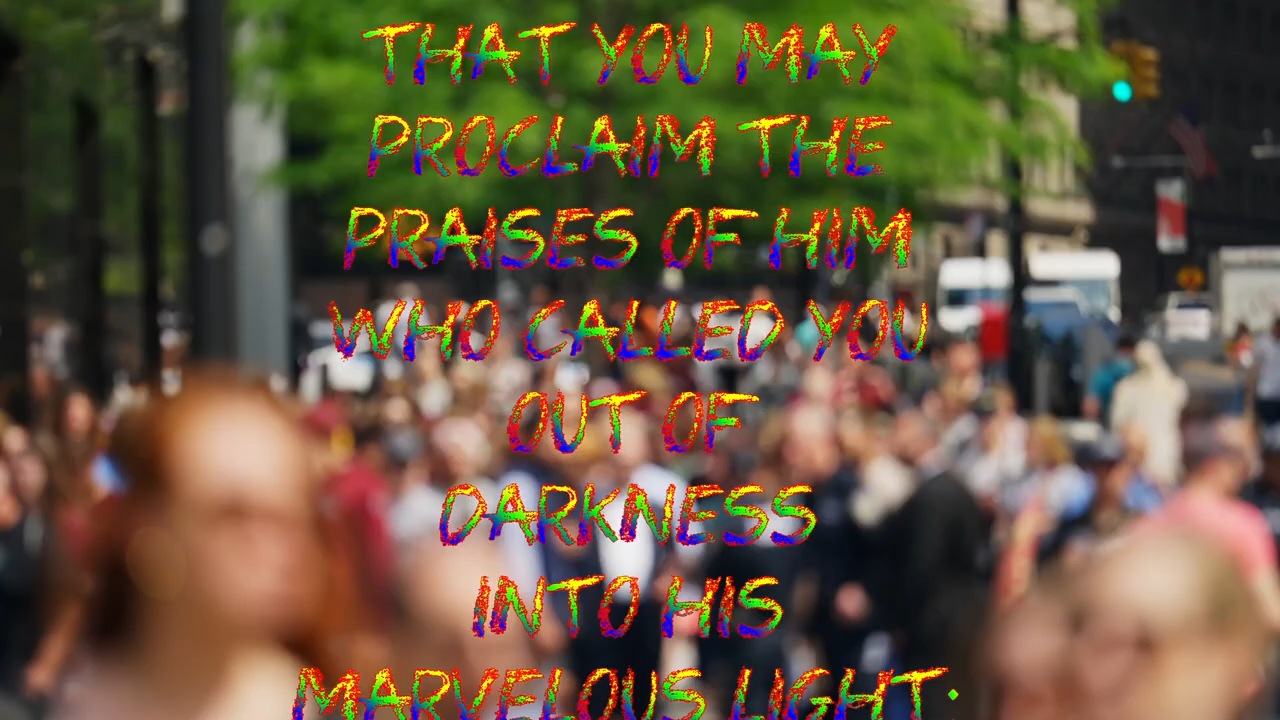 THAT YOU MAY
PROCLAIM THE
PRAISES OF HIM
WHO CALLED YOU
OUT OF
DARKNESS
INTO HIS
MARVELOUS LIGHT.